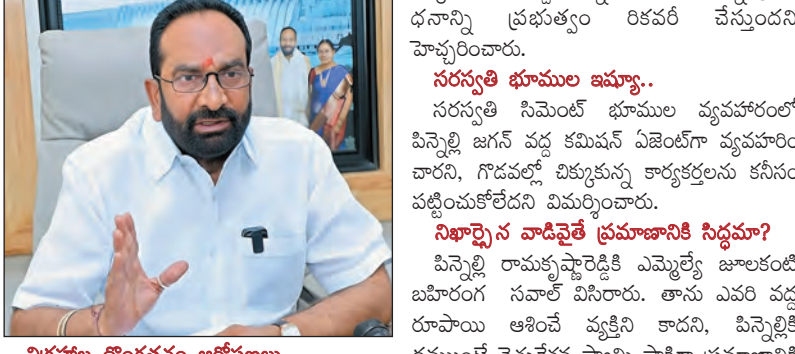 ధనాన్ని ప్రభుత్వం రికవరీ చేస్తుందని
హెచ్చరించారు.
సరస్వతి భూముల ఇష్యూ..
సరస్వతి సిమెంట్ భూముల వ్యవహారంలో
పిన్నెల్లి జగన్ వద్ద కమిషన్ ఏజెంట్‌గా వ్యవహరిం
చారని, గొడవల్లో చిక్కుకున్న కార్యకర్తలను కనీసం
పట్టించుకోలేదని విమర్శించారు.
నిఖార్సైన వాడివైతే ప్రమాణానికి సిద్ధమా?
పిన్నెల్లి రామకృష్ణారెడ్డికి ఎమ్మెల్యే జూలకంటి
బహిరంగ సవాల్ విసిరారు. తాను ఎవరి వద్ద
రూపాయి ఆశించే వ్యక్తిని కాదని, పిన్నెల్లికి